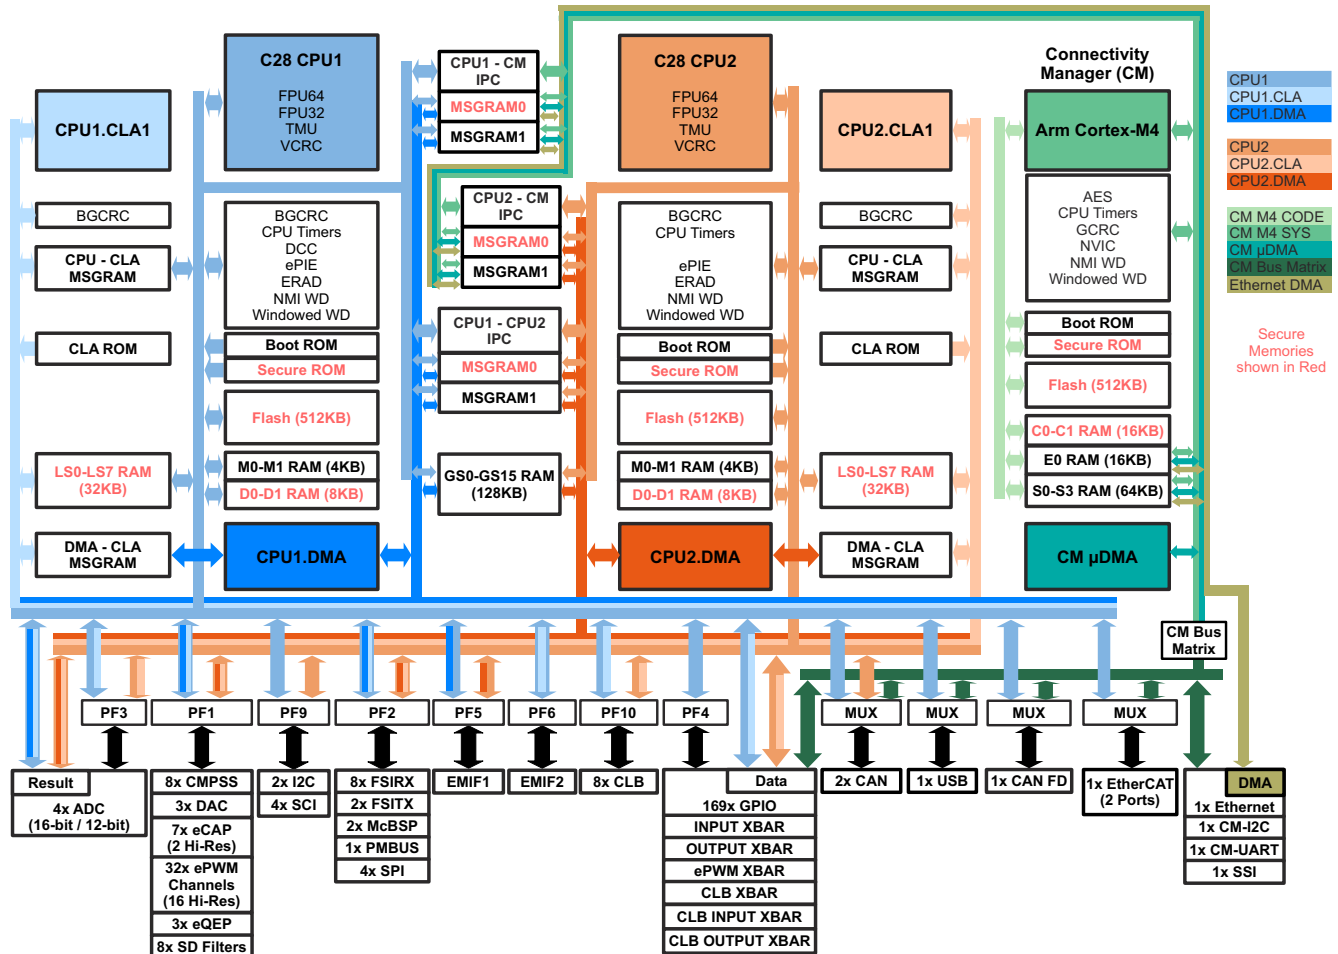 C28 CPU1
FPU64
FPU32
TMU
VCRC
CPU1.CLA1
BGCRC
CPU - CLA
MSGRAM
CLA ROM
LS0-LS7 RAM
(32KB)
DMA - CLA
MSGRAM
BGCRC
CPU Timers
DCC
ePIE
ERAD
NMI WD
Windowed WD
Boot ROM
Secure ROM
Flash (512KB)
M0-M1 RAM (4KB)
D0-D1 RAM (8KB)
CPU1.DMA
CPU1 - CM
IPC
MSGRAM0
MSGRAM1
CPU2 - CM
IPC
MSGRAM0
MSGRAM1
CPU1 - CPU2
IPC
MSGRAM0
MSGRAM1
GS0-GS15 RAM
(128KB)
C28 CPU2
FPU64
FPU32
TMU
VCRC
BGCRC
CPU Timers
ePIE
ERAD
NMI WD
Windowed WD
Boot ROM
Secure ROM
Flash (512KB)
M0-M1 RAM (4KB)
D0-D1 RAM (8KB)
CPU2.DMA
CPU2.CLA1
BGCRC
CPU - CLA
MSGRAM
CLA ROM
LS0-LS7 RAM
(32KB)
DMA - CLA
MSGRAM
Connectivity
Manager (CM)
Arm Cortex-M4
AES
CPU Timers
GCRC
NVIC
NMI WD
Windowed WD
Boot ROM
Secure ROM
Flash (512KB)
C0-C1 RAM (16KB)
E0 RAM (16KB)
S0-S3 RAM (64KB)
CM µDMA
CPU1
CPU1.CLA
CPU1.DMA
CPU2
CPU2.CLA
CPU2.DMA
CM M4 CODE
CM M4 SYS
CM µDMA
CM Bus Matrix
Ethernet DMA
Secure
Memories
shown in Red
CM Bus
Matrix
PF3
PF1
PF9
PF2
PF5
PF6
PF10
PF4
MUX
MUX
MUX
MUX
Result
4x ADC
(16-bit / 12-bit)
8x CMPSS
3x DAC
7x eCAP
(2 Hi-Res)
32x ePWM
Channels
(16 Hi-Res)
3x eQEP
8x SD Filters
2x I2C
4x SCI
8x FSIRX
2x FSITX
2x McBSP
1x PMBUS
4x SPI
EMIF1
EMIF2
8x CLB
Data
169x GPIO
INPUT XBAR
OUTPUT XBAR
ePWM XBAR
CLB XBAR
CLB INPUT XBAR
CLB OUTPUT XBAR
2x CAN
1x USB
1x CAN FD
1x EtherCAT
(2 Ports)
DMA
1x Ethernet
1x CM-I2C
1x CM-UART
1x SSI